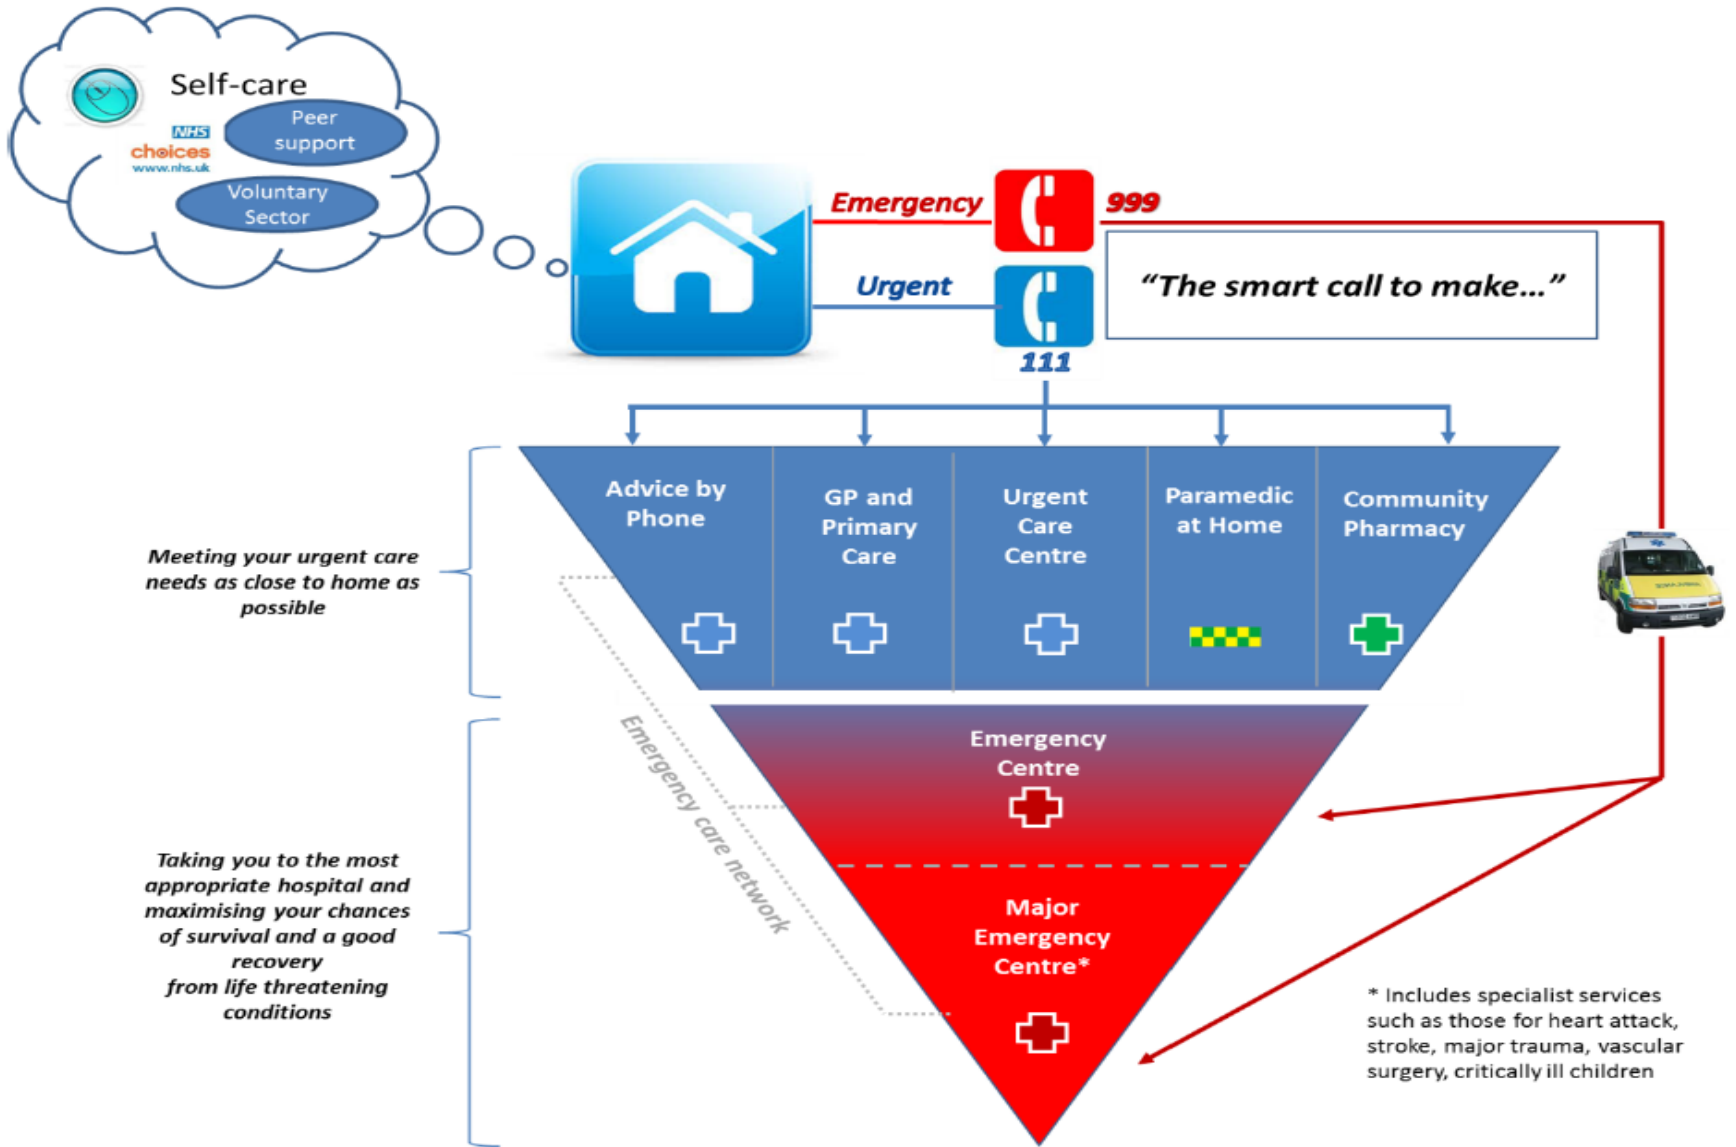 Self-care
Peer
support
NHS
choices
www.nhs.uk
Voluntary
Sector
Emergency
999
Urgent
"The smart call to make…"
111
Advice by
Phone
GP and
Primary
Care
Urgent
Care
Centre
Paramedic
at Home
Community
Pharmacy
Meeting your urgent care
needs as close to home as
possible
Emergency care network
Emergency
Centre
Taking you to the most
appropriate hospital and
maximising your chances
of survival and a good
recovery
from life threatening
conditions
Major
Emergency
Centre*
* Includes specialist services
such as those for heart attack,
stroke, major trauma, vascular
surgery, critically ill children